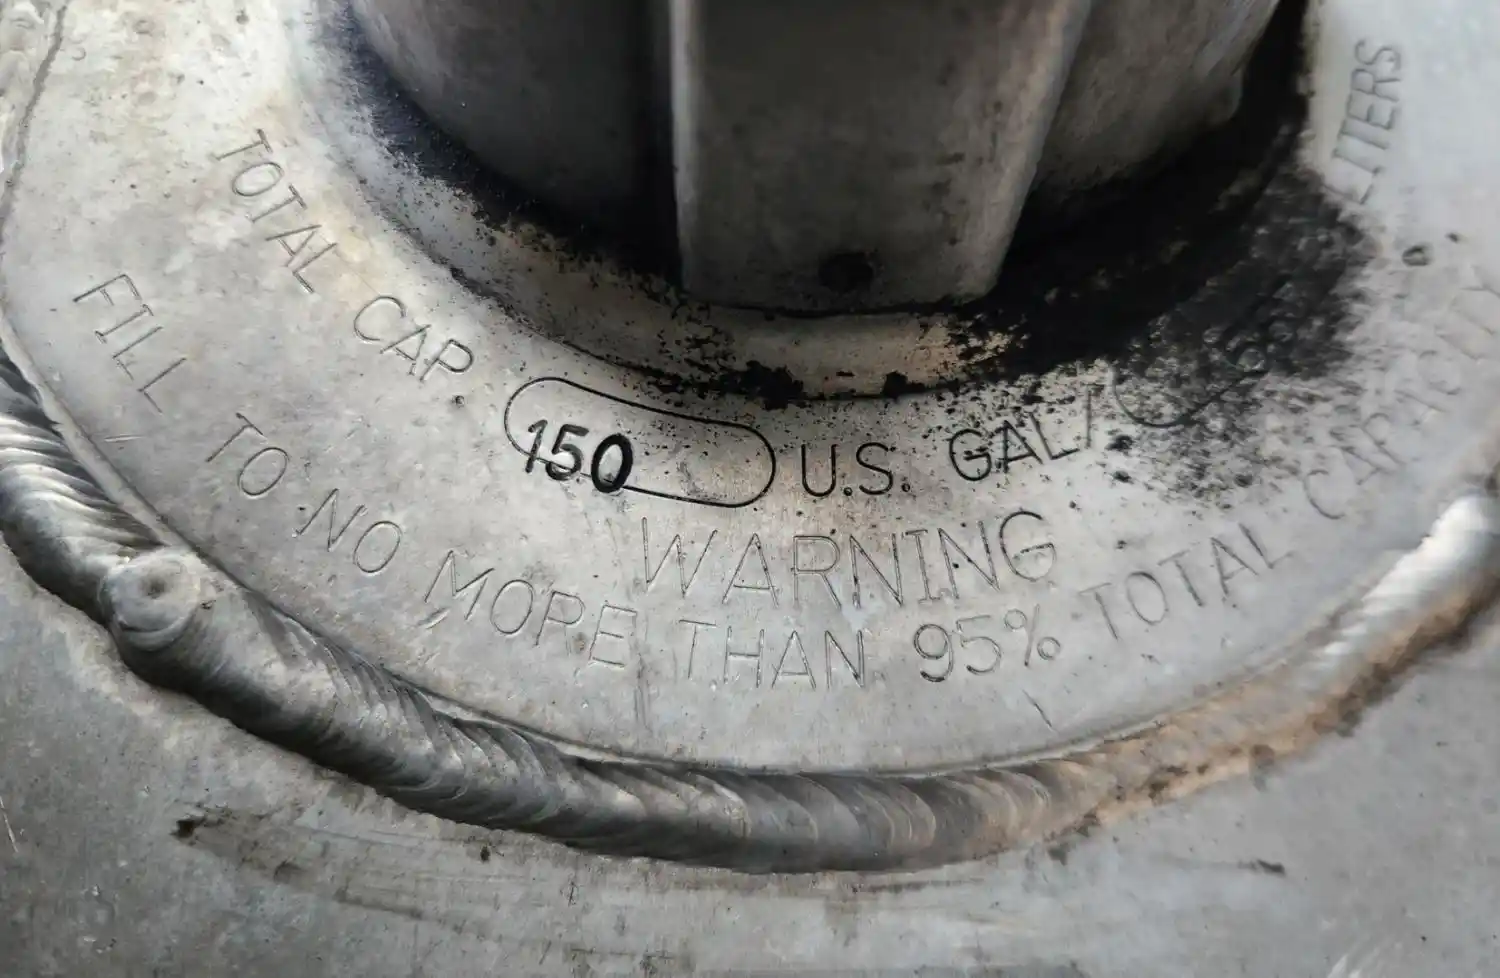 TOTAL CAP. 150 U.S. GAL/ LITERS
WARNING
FILL TO NO MORE THAN 95% TOTAL CAPACITY